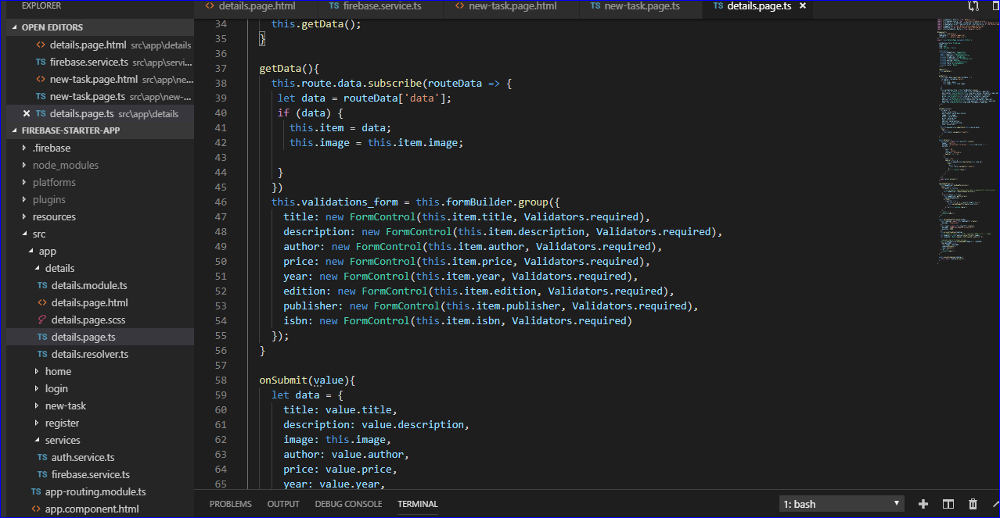 EXPLORER
OPEN EDITORS
<> details.page.html src\app\details
TS firebase.service.ts src\app\servi...
<> new-task.page.html src\app\ne...
TS new-task.page.ts src\app\new-...
× TS details.page.ts src\app\details
FIREBASE-STARTER-APP
.firebase
node_modules
platforms
plugins
resources
src
app
details
TS details.module.ts
<> details.page.html
details.page.scss
TS details.page.ts
TS details.resolver.ts
home
login
new-task
register
services
TS auth.service.ts
TS firebase.service.ts
TS app-routing.module.ts
<> app.component.html
<> details.page.html TS firebase.service.ts <> new-task.page.html TS new-task.page.ts TS details.page.ts ×
34 this.getData();
35 }
36
37 getData(){
38 this.route.data.subscribe(routeData => {
39 let data = routeData['data'];
40 if (data) {
41 this.item = data;
42 this.image = this.item.image;
43
44 }
45 })
46 this.validations_form = this.formBuilder.group({
47 title: new FormControl(this.item.title, Validators.required),
48 description: new FormControl(this.item.description, Validators.required),
49 author: new FormControl(this.item.author, Validators.required),
50 price: new FormControl(this.item.price, Validators.required),
51 year: new FormControl(this.item.year, Validators.required),
52 edition: new FormControl(this.item.edition, Validators.required),
53 publisher: new FormControl(this.item.publisher, Validators.required),
54 isbn: new FormControl(this.item.isbn, Validators.required)
55 });
56 }
57
58 onSubmit(value){
59 let data = {
60 title: value.title,
61 description: value.description,
62 image: this.image,
63 author: value.author,
64 price: value.price,
65 year: value.year,
PROBLEMS OUTPUT DEBUG CONSOLE TERMINAL 1: bash